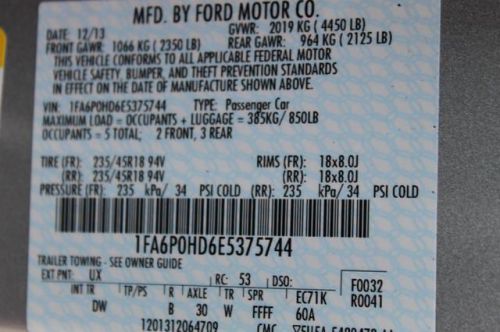 MFD. BY FORD MOTOR CO.
DATE: 12/13 GVWR: 2019 KG ( 4450 LB)
FRONT GAWR: 1066 KG ( 2350 LB) REAR GAWR: 964 KG ( 2125 LB)
THIS VEHICLE CONFORMS TO ALL APPLICABLE FEDERAL MOTOR
VEHICLE SAFETY, BUMPER, AND THEFT PREVENTION STANDARDS
IN EFFECT ON THE DATE OF MANUFACTURE SHOWN ABOVE.
VIN: 1FA6P0HD6E5375744 TYPE: Passenger Car
MAXIMUM LOAD = OCCUPANTS + LUGGAGE = 385KG/ 850LB
OCCUPANTS = 5 TOTAL; 2 FRONT, 3 REAR
TIRE (FR): 235/45R18 94V RIMS (FR): 18x8.0J
(RR): 235/45R18 94V (RR): 18x8.0J
PRESSURE (FR): 235 kPa/ 34 PSI COLD (RR): 235 kPa/ 34 PSI COLD
1FA6P0HD6E5375744
TRAILER TOWING - SEE OWNER GUIDE
EXT PNT: UX RC: 53 DSO: F0032
INT TR TP/PS R AXLE TR SPR EC71K R0041
DW B 30 W FFFF 60A
1201312064709 CMC